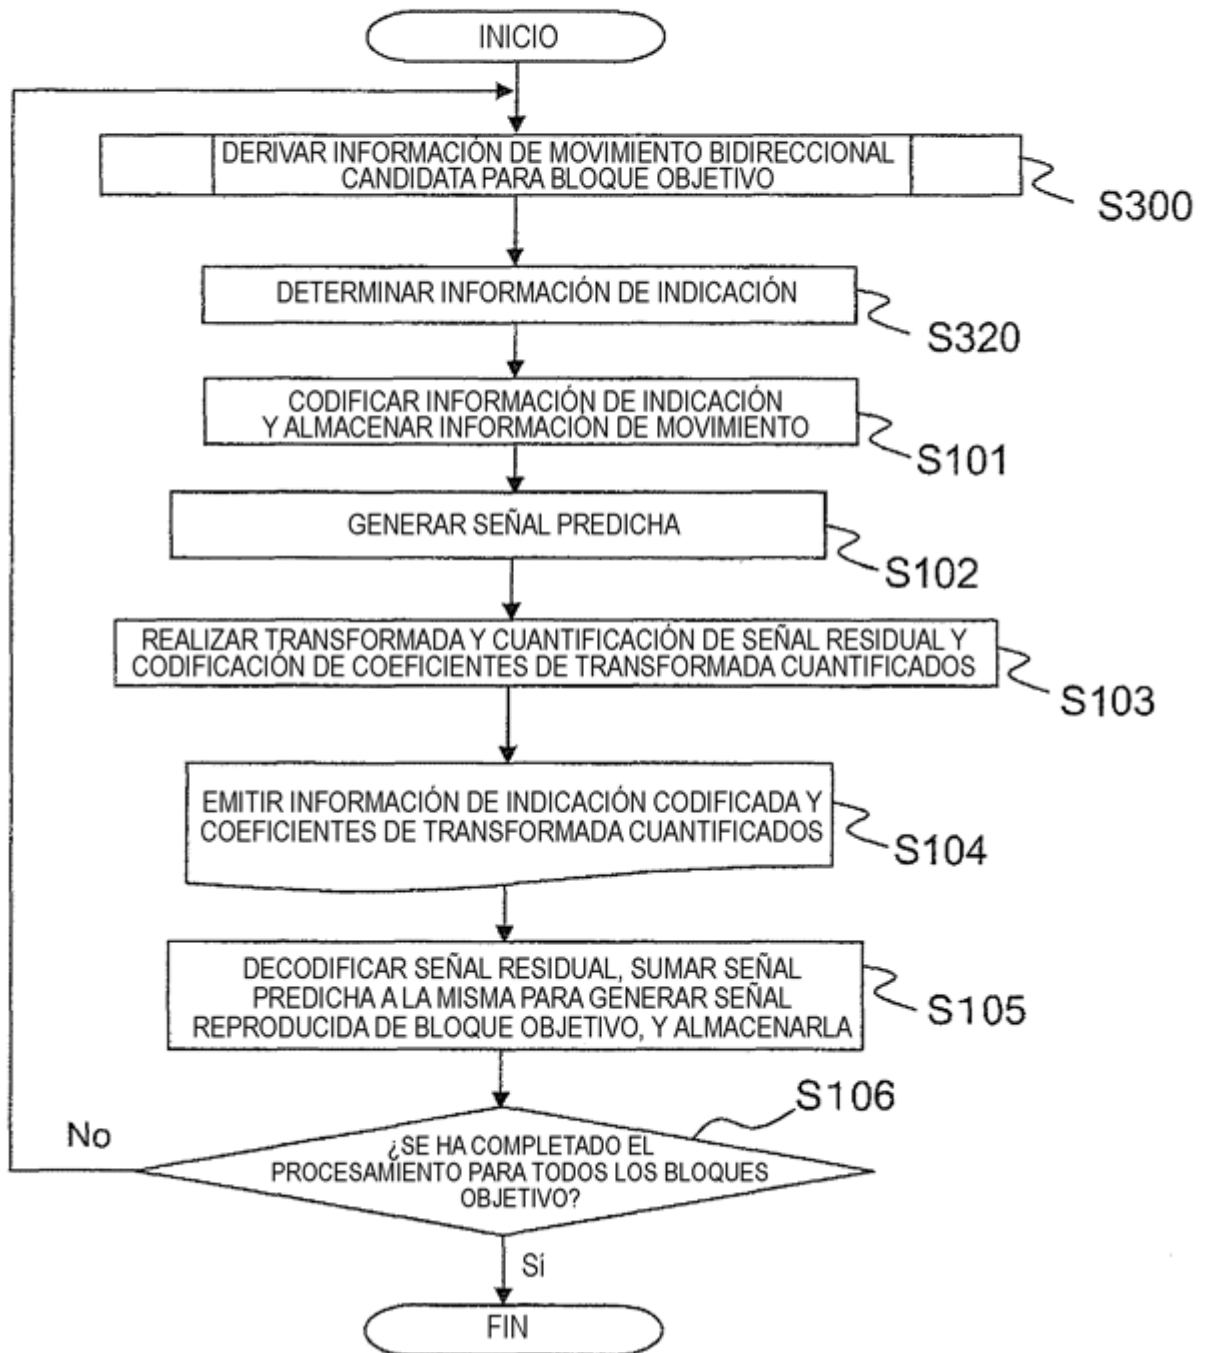 INICIO
DERIVAR INFORMACIÓN DE MOVIMIENTO BIDIRECCIONAL
CANDIDATA PARA BLOQUE OBJETIVO
S300
DETERMINAR INFORMACIÓN DE INDICACIÓN
S320
CODIFICAR INFORMACIÓN DE INDICACIÓN
Y ALMACENAR INFORMACIÓN DE MOVIMIENTO
S101
GENERAR SEÑAL PREDICHA
S102
REALIZAR TRANSFORMADA Y CUANTIFICACIÓN DE SEÑAL RESIDUAL Y
CODIFICACIÓN DE COEFICIENTES DE TRANSFORMADA CUANTIFICADOS
S103
EMITIR INFORMACIÓN DE INDICACIÓN CODIFICADA Y
COEFICIENTES DE TRANSFORMADA CUANTIFICADOS
S104
DECODIFICAR SEÑAL RESIDUAL, SUMAR SEÑAL
PREDICHA A LA MISMA PARA GENERAR SEÑAL
REPRODUCIDA DE BLOQUE OBJETIVO, Y ALMACENARLA
S105
S106
No
¿SE HA COMPLETADO EL
PROCESAMIENTO PARA TODOS LOS BLOQUES
OBJETIVO?
Sí
FIN